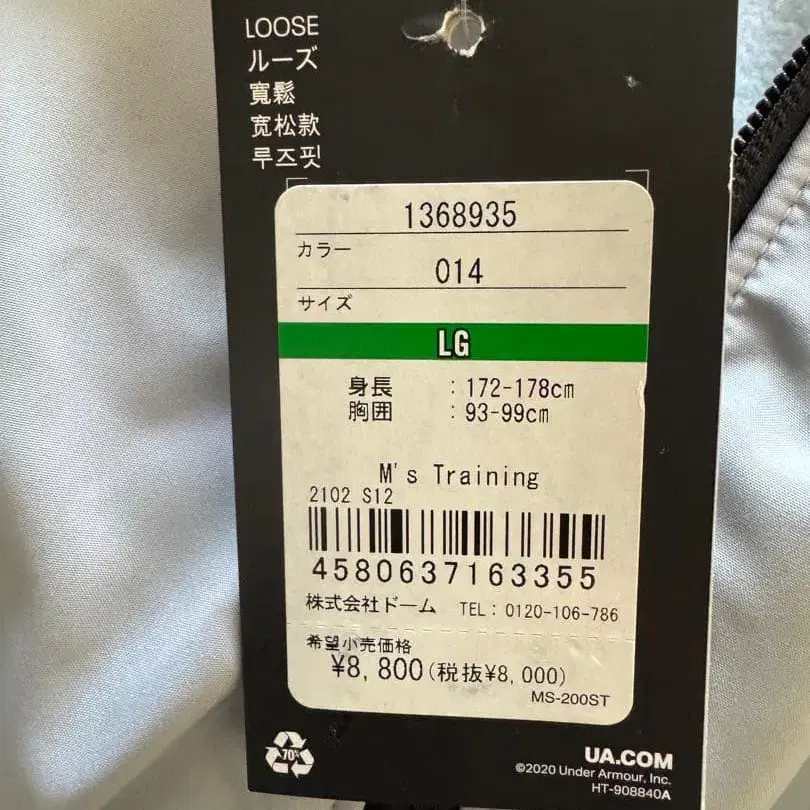 LOOSE
ルーズ
寬鬆
宽松款
루즈핏
1368935
カラー
014
サイズ
LG
身長 : 172-178cm
胸囲 : 93-99cm
M's Training
2102 S12
4580637163355
株式会社ドーム TEL: 0120-106-786
希望小売価格
¥8,800(税抜¥8,000)
MS-200ST
70%
UA.COM
©2020 Under Armour, Inc.
HT-908840A